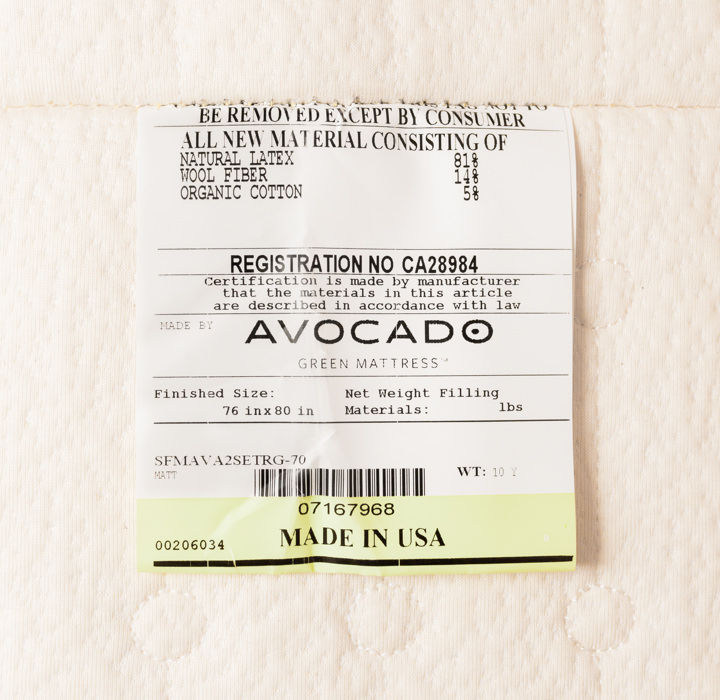 BE REMOVED EXCEPT BY CONSUMER
ALL NEW MATERIAL CONSISTING OF
NATURAL LATEX 81%
WOOL FIBER 14%
ORGANIC COTTON 5%
REGISTRATION NO CA28984
Certification is made by manufacturer
that the materials in this article
are described in accordance with law
MADE BY AVOCADO
GREEN MATTRESS™
Finished Size: Net Weight Filling
76 inx80 in Materials: lbs
SFMAVA2SETRG-70
MATT WT: 10 Y
07167968
00206034 MADE IN USA